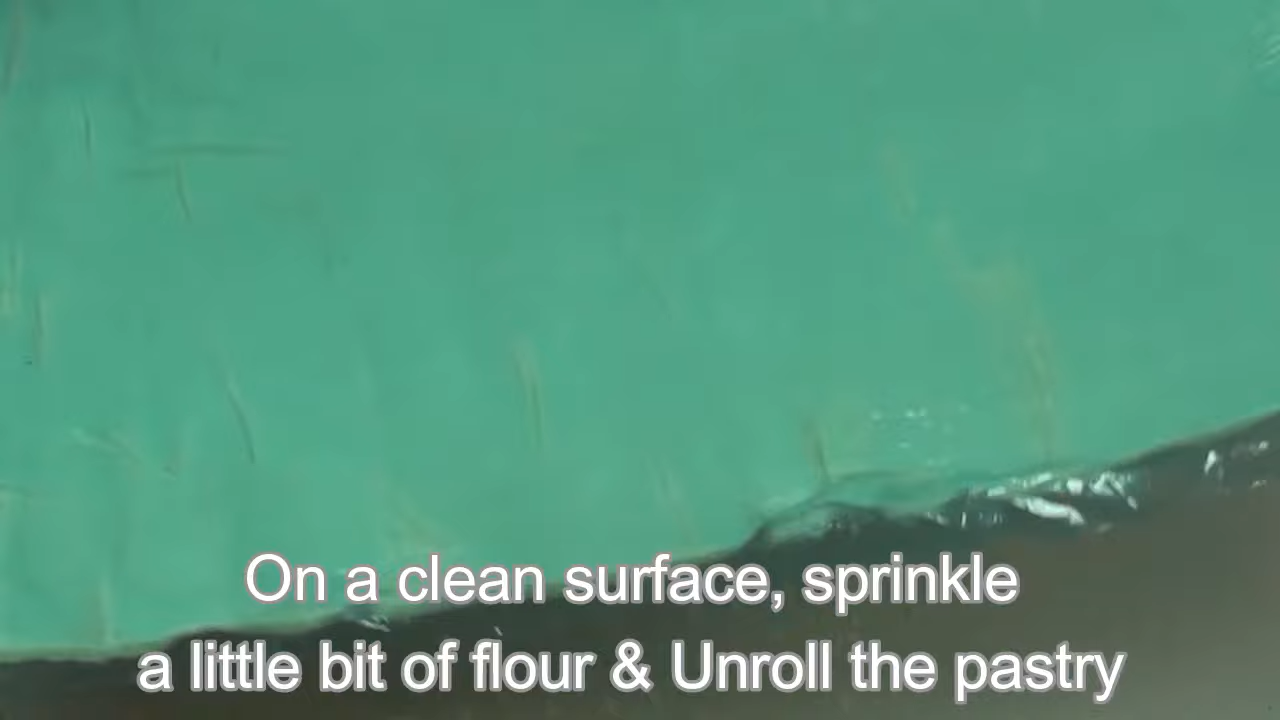 On a clean surface, sprinkle
a little bit of flour & Unroll the pastry